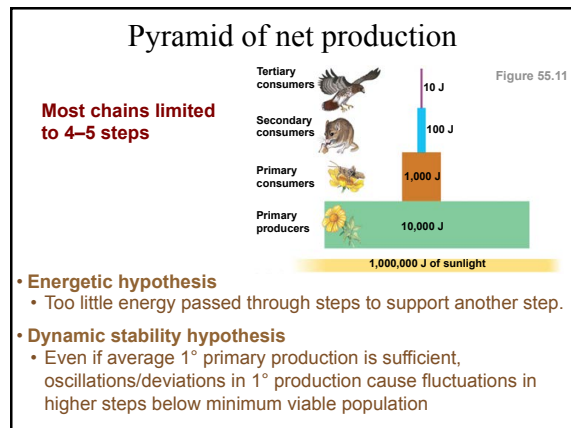 Pyramid of net production
Most chains limited
to 4–5 steps
Figure 55.11
Tertiary
consumers
10 J
Secondary
consumers
100 J
Primary
consumers
1,000 J
Primary
producers
10,000 J
1,000,000 J of sunlight
• Energetic hypothesis
• Too little energy passed through steps to support another step.
• Dynamic stability hypothesis
• Even if average 1° primary production is sufficient,
oscillations/deviations in 1° production cause fluctuations in
higher steps below minimum viable population